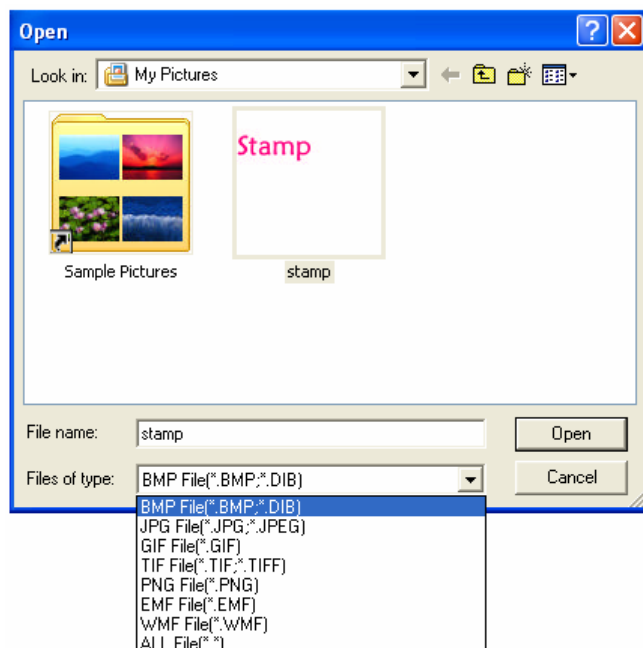 Open
Look in: My Pictures
Stamp
Sample Pictures stamp
File name: stamp Open
Files of type: BMP File(*.BMP;*.DIB) Cancel
BMP File(*.BMP;*.DIB)
JPG File(*.JPG;*.JPEG)
GIF File(*.GIF)
TIF File(*.TIF;*.TIFF)
PNG File(*.PNG)
EMF File(*.EMF)
WMF File(*.WMF)
ALL File(*.*)